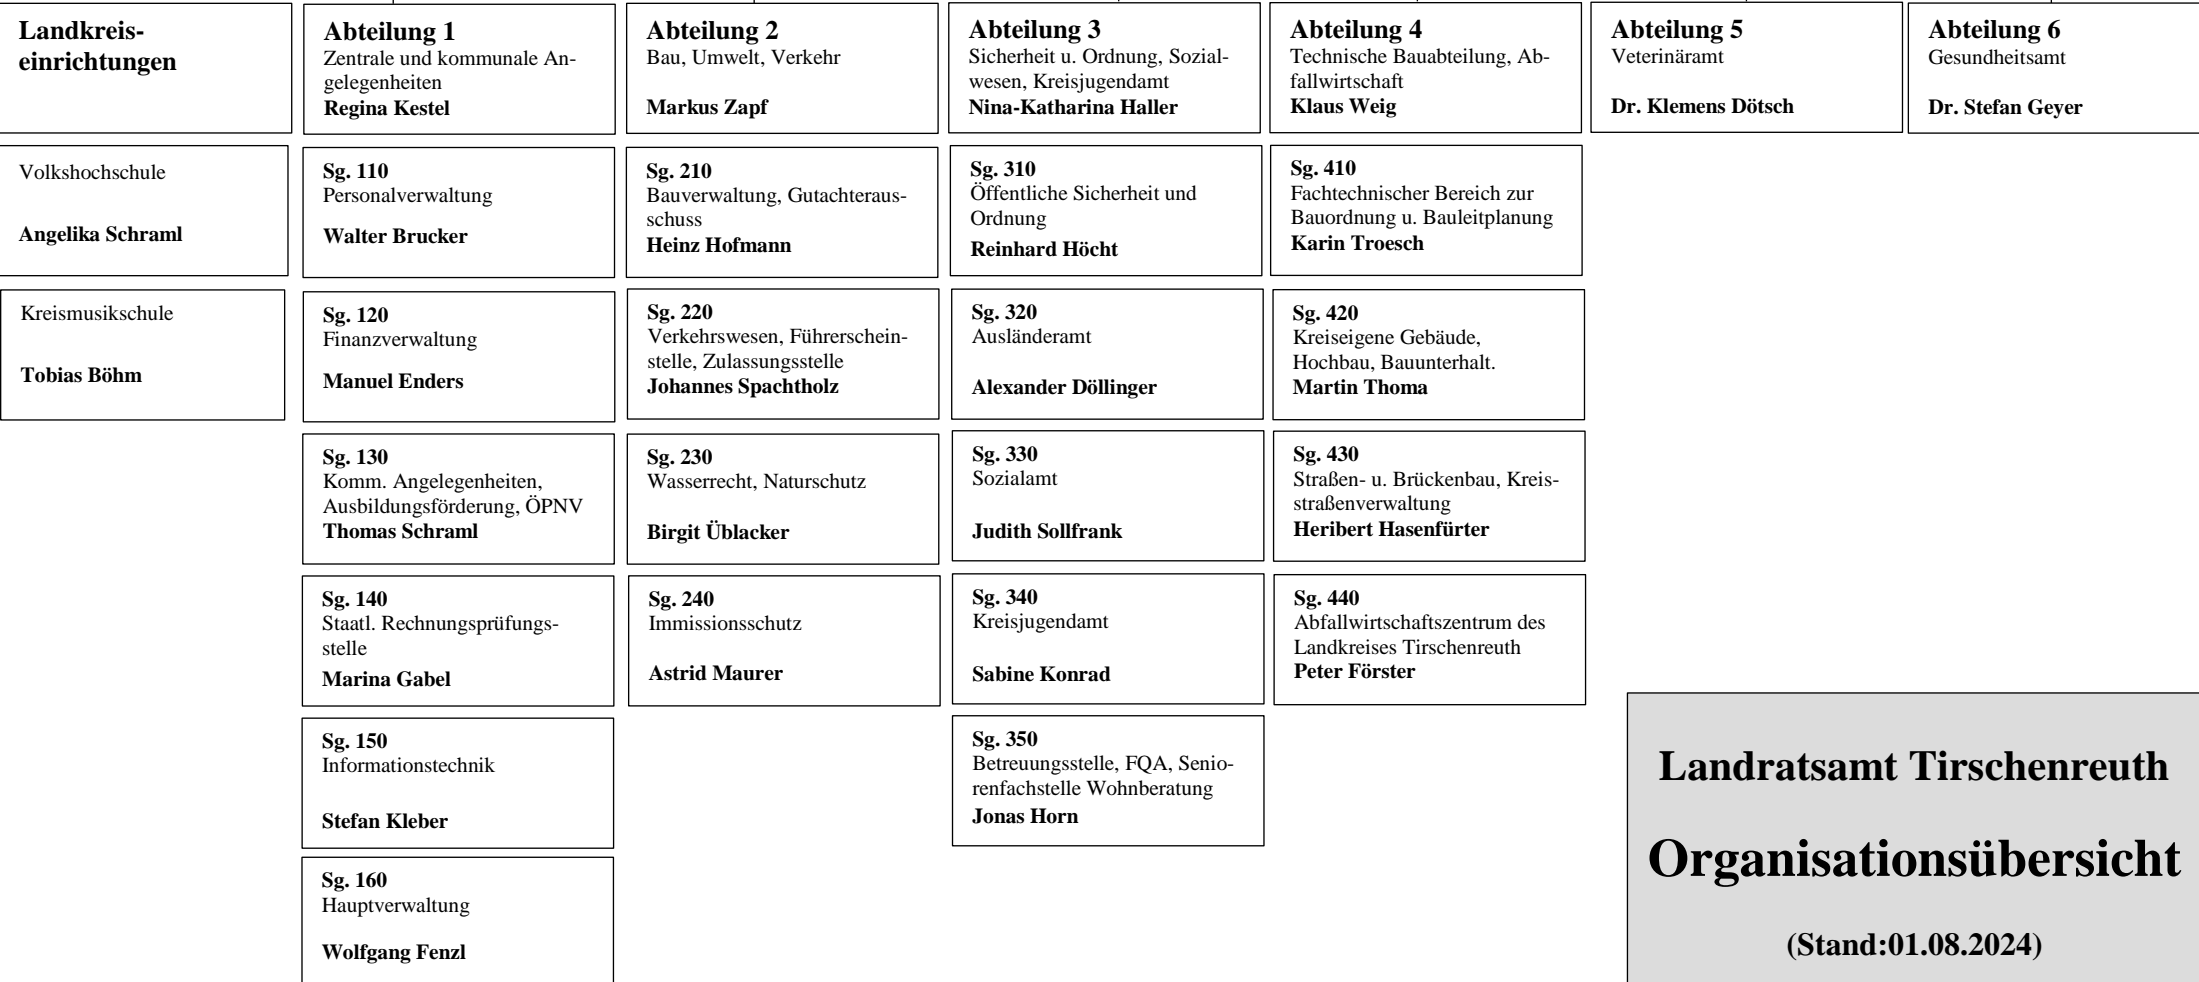 Landkreis-
einrichtungen
Volkshochschule
Angelika Schraml
Kreismusikschule
Tobias Böhm
Abteilung 1
Zentrale und kommunale An-
gelegenheiten
Regina Kestel
Sg. 110
Personalverwaltung
Walter Brucker
Sg. 120
Finanzverwaltung
Manuel Enders
Sg. 130
Komm. Angelegenheiten,
Ausbildungsförderung, ÖPNV
Thomas Schraml
Sg. 140
Staatl. Rechnungsprüfungs-
stelle
Marina Gabel
Sg. 150
Informationstechnik
Stefan Kleber
Sg. 160
Hauptverwaltung
Wolfgang Fenzl
Abteilung 2
Bau, Umwelt, Verkehr
Markus Zapf
Sg. 210
Bauverwaltung, Gutachteraus-
schuss
Heinz Hofmann
Sg. 220
Verkehrswesen, Führerschein-
stelle, Zulassungsstelle
Johannes Spachtholz
Sg. 230
Wasserrecht, Naturschutz
Birgit Üblacker
Sg. 240
Immissionsschutz
Astrid Maurer
Abteilung 3
Sicherheit u. Ordnung, Sozial-
wesen, Kreisjugendamt
Nina-Katharina Haller
Sg. 310
Öffentliche Sicherheit und
Ordnung
Reinhard Höcht
Sg. 320
Ausländeramt
Alexander Döllinger
Sg. 330
Sozialamt
Judith Sollfrank
Sg. 340
Kreisjugendamt
Sabine Konrad
Sg. 350
Betreuungsstelle, FQA, Senio-
renfachstelle Wohnberatung
Jonas Horn
Abteilung 4
Technische Bauabteilung, Ab-
fallwirtschaft
Klaus Weig
Sg. 410
Fachtechnischer Bereich zur
Bauordnung u. Bauleitplanung
Karin Troesch
Sg. 420
Kreiseigene Gebäude,
Hochbau, Bauunterhalt.
Martin Thoma
Sg. 430
Straßen- u. Brückenbau, Kreis-
straßenverwaltung
Heribert Hasenfürter
Sg. 440
Abfallwirtschaftszentrum des
Landkreises Tirschenreuth
Peter Förster
Abteilung 5
Veterinäramt
Dr. Klemens Dötsch
Abteilung 6
Gesundheitsamt
Dr. Stefan Geyer
Landratsamt Tirschenreuth
Organisationsübersicht
(Stand:01.08.2024)